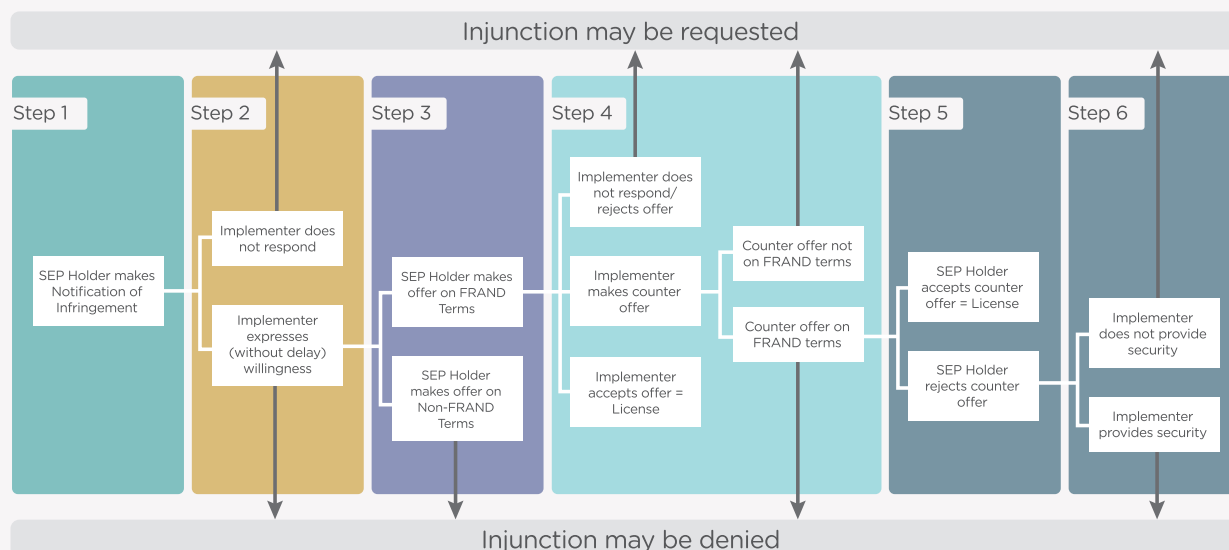 Injunction may be requested
Step 1
SEP Holder makes
Notification of
Infringement
Step 2
Implementer does
not respond
Implementer
expresses
(without delay)
willingness
Step 3
SEP Holder makes
offer on FRAND
Terms
SEP Holder
makes offer on
Non-FRAND
Terms
Step 4
Implementer does
not respond/
rejects offer
Implementer
makes counter
offer
Implementer
accepts offer =
License
Counter offer not
on FRAND terms
Counter offer on
FRAND terms
Step 5
SEP Holder
accepts counter
offer = License
SEP Holder
rejects counter
offer
Step 6
Implementer
does not provide
security
Implementer
provides security
Injunction may be denied